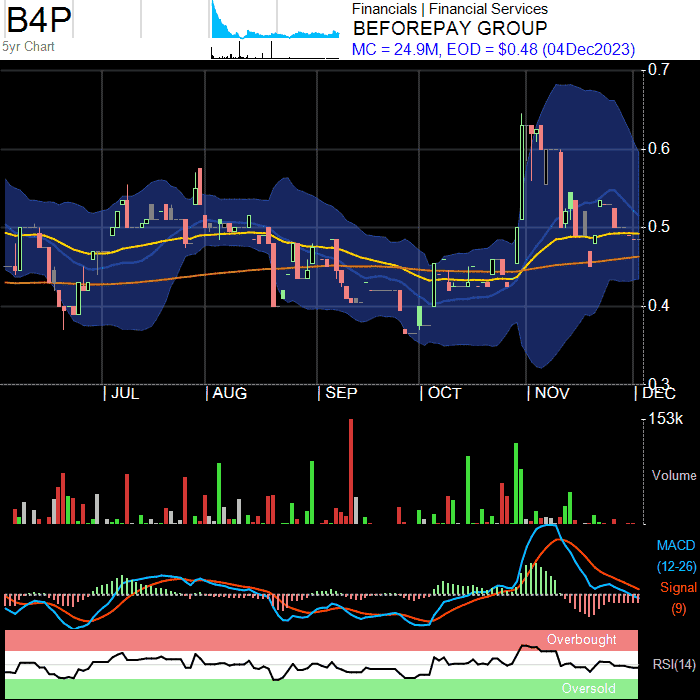 B4P
5yr Chart
Financials | Financial Services
BEFOREPAY GROUP
MC = 24.9M, EOD = $0.48 (04Dec2023)
0.7
0.6
0.5
0.4
0.3
| JUL | AUG | SEP | OCT | NOV | DEC
153k
Volume
MACD
(12-26)
Signal
(9)
Overbought
RSI(14)
Oversold